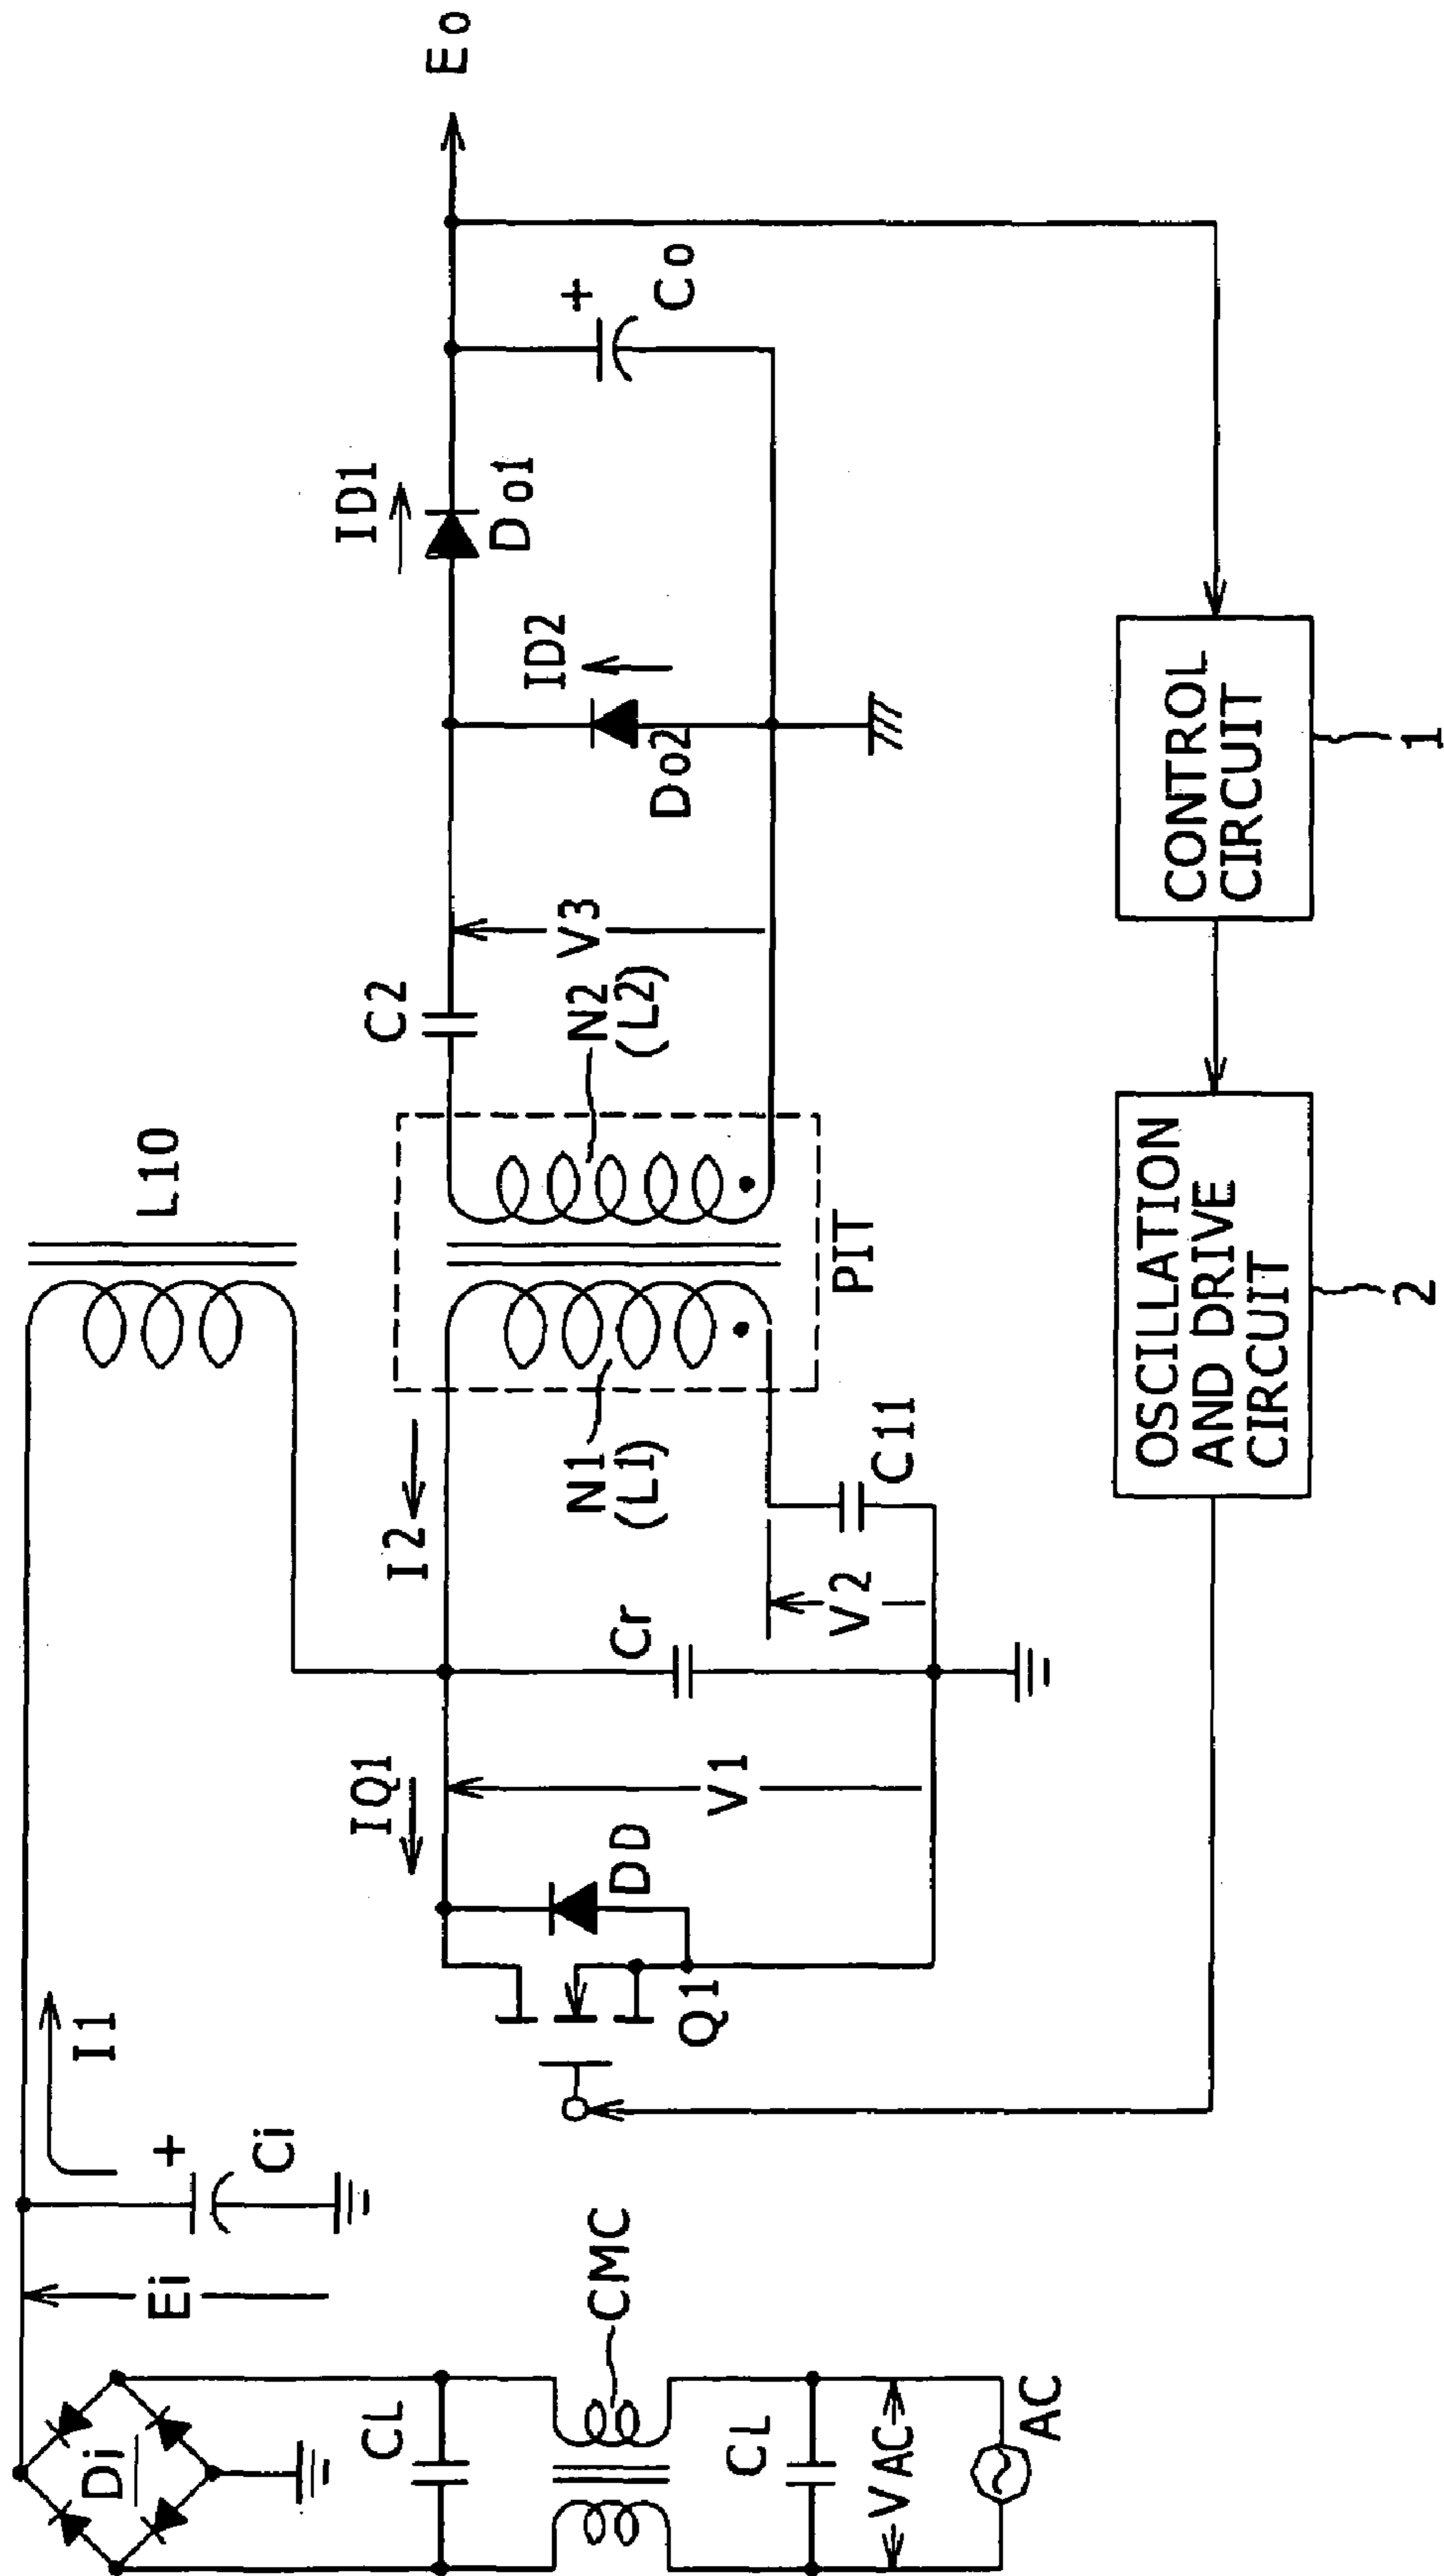 Di
Ei
+
Ci
I1
L10
CL
CMC
CL
VAC
AC
IQ1
DD
Q1
V1
Cr
I2
N1
(L1)
V2
C11
PIT
C2
N2
(L2)
V3
ID2
Do2
ID1
Do1
+
Co
Eo
OSCILLATION
AND DRIVE
CIRCUIT
2
CONTROL
CIRCUIT
1